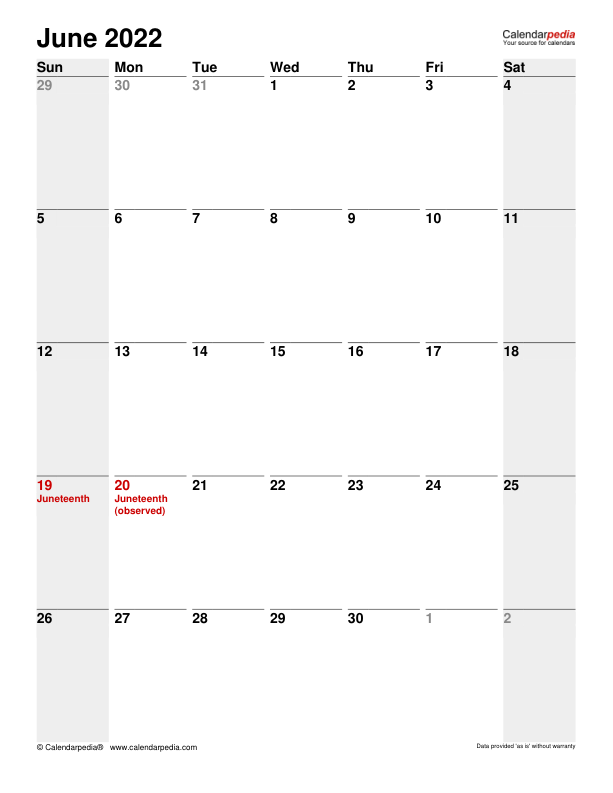 June 2022
Calendarpedia
Your source for calendars
Sun Mon Tue Wed Thu Fri Sat
29 30 31 1 2 3 4
5 6 7 8 9 10 11
12 13 14 15 16 17 18
19 20 21 22 23 24 25
Juneteenth Juneteenth
(observed)
26 27 28 29 30 1 2
© Calendarpedia® www.calendarpedia.com Data provided 'as is' without warranty